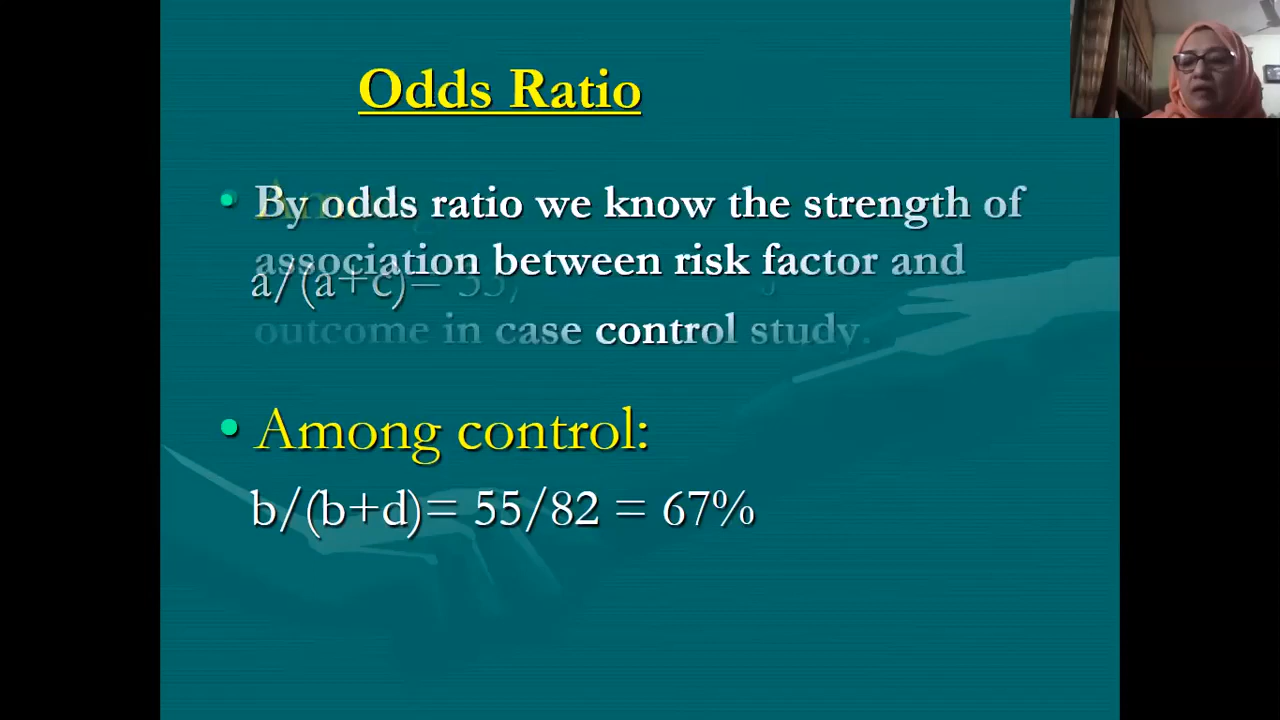 Odds Ratio
• By odds ratio we know the strength of
association between risk factor and
a/(a+c)=
outcome in case control study.
• Among control:
b/(b+d)= 55/82 = 67%